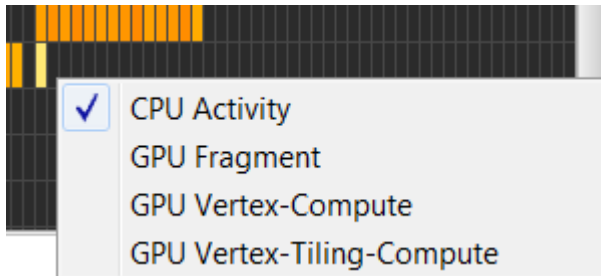 CPU Activity
GPU Fragment
GPU Vertex-Compute
GPU Vertex-Tiling-Compute